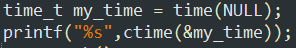 time_t my_time = time(NULL);
printf("%s",ctime(&my_time));